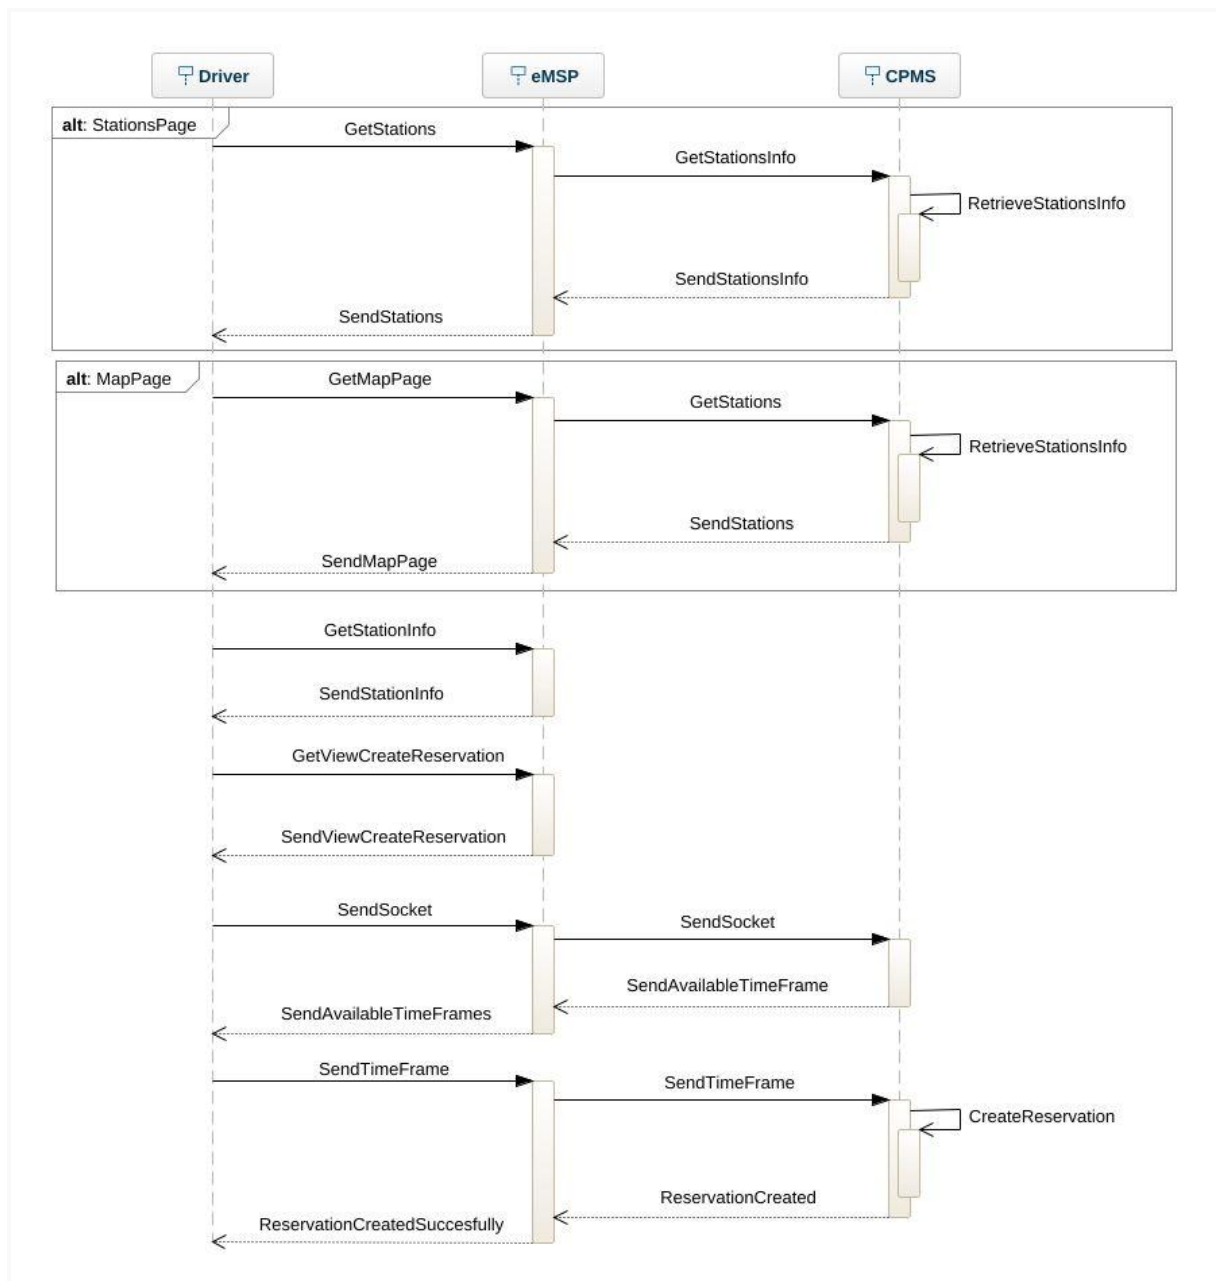 Driver
eMSP
CPMS
alt: StationsPage
GetStations
GetStationsInfo
RetrieveStationsInfo
SendStationsInfo
SendStations
alt: MapPage
GetMapPage
GetStations
RetrieveStationsInfo
SendStations
SendMapPage
GetStationInfo
SendStationInfo
GetViewCreateReservation
SendViewCreateReservation
SendSocket
SendSocket
SendAvailableTimeFrame
SendAvailableTimeFrames
SendTimeFrame
SendTimeFrame
CreateReservation
ReservationCreated
ReservationCreatedSuccesfully